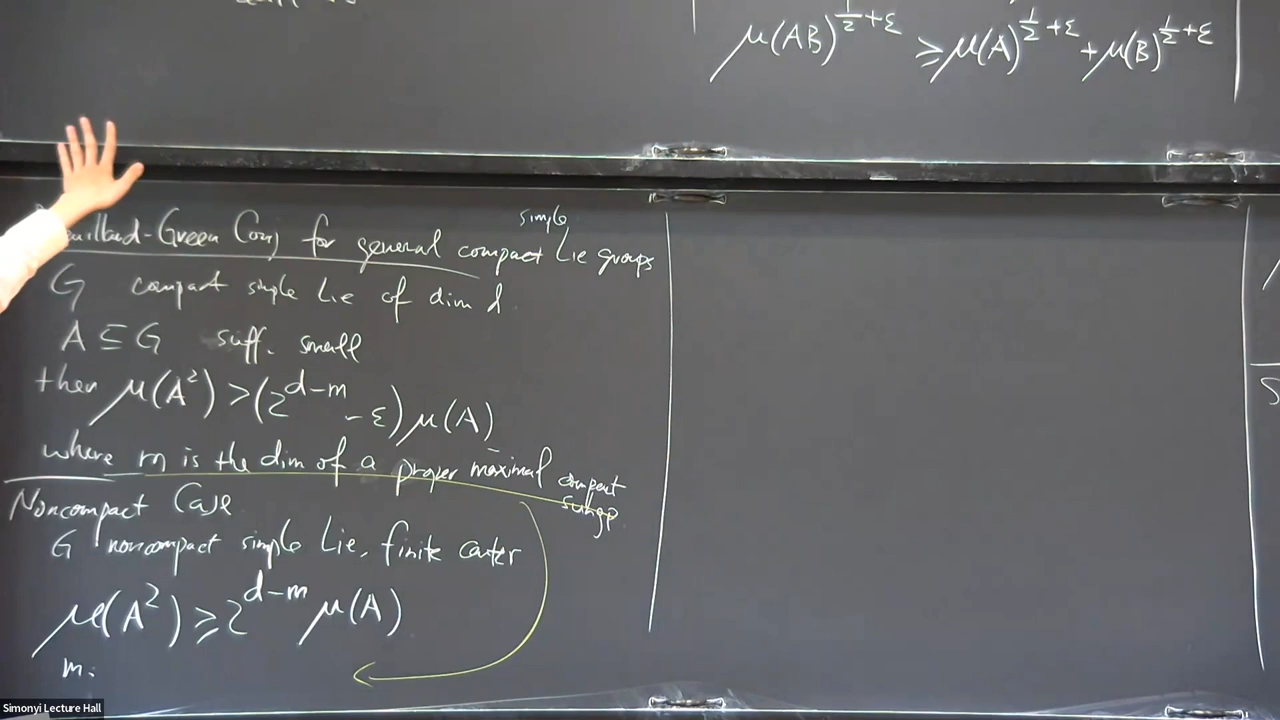 μ(AB)^{1/2+ε} ≥ μ(A)^{1/2+ε} + μ(B)^{1/2+ε}
-Green Conj for general compact simple Lie groups
G compact simple Lie of dim d
A ⊆ G suff. small
then μ(A²) > (2^{d-m} - ε) μ(A)
where m is the dim of a proper maximal compact subgp
Noncompact Case
G noncompact simple Lie, finite center
μ(A²) ≥ 2^{d-m} μ(A)
m:
S
Simonyi Lecture Hall